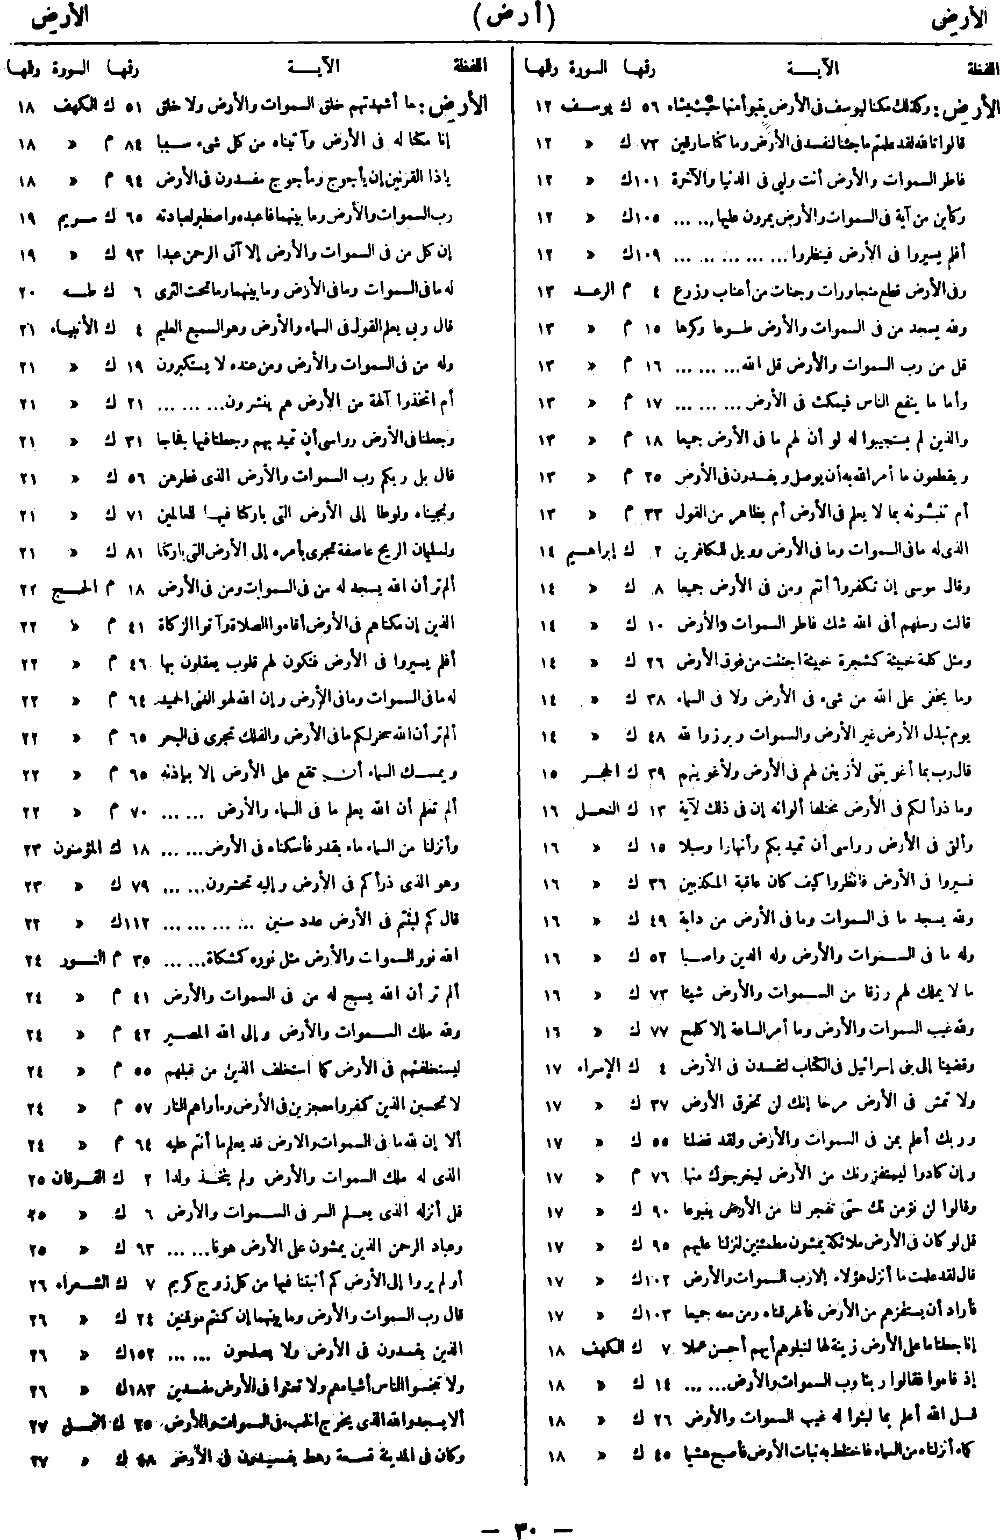 الأرض (أرض) الأرض
اللفظة الآيـــة رقمها السورة رقمها
الأرض: وكذلك مكنا ليوسف فى الأرض يتبوأ منها حيث يشاء ٥٦ ك يوسف ١٢
قالوا تالله لقد علمتم ما جئنا لنفسد فى الأرض وما كنا سارقين ٧٣ ك » ١٢
فاطر السموات والأرض أنت وليى فى الدنيا والآخرة ١٠١ك » ١٢
وكأين من آية فى السموات والأرض يمرون عليها ... ... ١٠٥ك » ١٢
أفلم يسيروا فى الأرض فينظروا ... ... ... ... ... ١٠٩ك » ١٢
وفى الأرض قطع متجاورات وجنات من أعناب وزروع ٤ م الرعد ١٣
ولله يسجد من فى السموات والأرض طوعا وكرها ١٥ م » ١٣
قل من رب السموات والأرض قل الله... ... ... ١٦ م » ١٣
وأما ما ينفع الناس فيمكث فى الأرض... ... ... ١٧ م » ١٣
والذين لم يستجيبوا له لو أن لهم ما فى الأرض جميعا ١٨ م » ١٣
ويقطعون ما أمر الله به أن يوصل ويفسدون فى الأرض ٢٥ م » ١٣
أم تنبئونه بما لا يعلم فى الأرض أم بظاهر من القول ٣٣ م » ١٣
الذى له ما فى السموات وما فى الأرض وويل للكافرين ٢ ك إبراهيم ١٤
وقال موسى إن تكفروا أنتم ومن فى الأرض جميعا ٨ ك » ١٤
قالت رسلهم أفى الله شك فاطر السموات والأرض ١٠ ك » ١٤
ومثل كلمة خبيثة كشجرة خبيثة اجتثت من فوق الأرض ٢٦ ك » ١٤
وما يخفى على الله من شىء فى الأرض ولا فى السماء ٣٨ ك » ١٤
يوم تبدل الأرض غير الأرض والسموات وبرزوا لله ٤٨ ك » ١٤
قال رب بما أغويتنى لأزينن لهم فى الأرض ولأغوينهم ٣٩ ك الحجر ١٥
وما ذرأ لكم فى الأرض مختلفا ألوانه إن فى ذلك لآية ١٣ ك النحل ١٦
وألقى فى الأرض رواسى أن تميد بكم وأنهارا وسبلا ١٥ ك » ١٦
فسيروا فى الأرض فانظروا كيف كان عاقبة المكذبين ٣٦ ك » ١٦
ولله يسجد ما فى السموات وما فى الأرض من دابة ٤٩ ك » ١٦
وله ما فى السموات والأرض وله الدين واصبا ٥٢ ك » ١٦
ما لا يملك لهم رزقا من السموات والأرض شيئا ٧٣ ك » ١٦
ولله غيب السموات والأرض وما أمر الساعة إلا كلمح ٧٧ ك » ١٦
وقضينا إلى بنى إسرائيل فى الكتاب لتفسدن فى الأرض ٤ ك الإسراء ١٧
ولا تمش فى الأرض مرحا إنك لن تخرق الأرض ٣٧ ك » ١٧
وربك أعلم بمن فى السموات والأرض ولقد فضلنا ٥٥ ك » ١٧
وإن كادوا ليستفزونك من الأرض ليخرجوك منها ٧٦ م » ١٧
وقالوا لن نؤمن لك حتى تفجر لنا من الأرض ينبوعا ٩٠ ك » ١٧
قل لو كان فى الأرض ملائكة يمشون مطمئنين لنزلنا عليهم ٩٥ ك » ١٧
قال لقد علمت ما أنزل هؤلاء إلا رب السموات والأرض ١٠٢ك » ١٧
فأراد أن يستفزهم من الأرض فأغرقناه ومن معه جميعا ١٠٣ك » ١٧
إنا جعلنا ما على الأرض زينة لها لنبلوهم أيهم أحسن عملا ٧ ك الكهف ١٨
إذ قاموا فقالوا ربنا رب السموات والأرض... ... ١٤ ك » ١٨
قل الله أعلم بما لبثوا له غيب السموات والأرض ٢٦ ك » ١٨
كماء أنزلناه من السماء فاختلط به نبات الأرض فأصبح هشيما ٤٥ ك » ١٨
اللفظة الآيـــة رقمها السورة رقمها
الأرض: ما أشهدتهم خلق السموات والأرض ولا خلق ٥١ ك الكهف ١٨
إنا مكنا له فى الأرض وآتيناه من كل شىء سببا ٨٤ م » ١٨
ياذا القرنين إن يأجوج ومأجوج مفسدون فى الأرض ٩٤ م » ١٨
رب السموات والأرض وما بينهما فاعبده واصطبر لعبادته ٦٥ ك مريم ١٩
إن كل من فى السموات والأرض إلا آتى الرحمن عبدا ٩٣ ك » ١٩
له ما فى السموات وما فى الأرض وما بينهما وما تحت الثرى ٦ ك طه ٢٠
قال ربى يعلم القول فى السماء والأرض وهو السميع العليم ٤ ك الأنبياء ٢١
وله من فى السموات والأرض ومن عنده لا يستكبرون ١٩ ك » ٢١
أم اتخذوا آلهة من الأرض هم ينشرون... ... ... ٢١ ك » ٢١
وجعلنا فى الأرض رواسى أن تميد بهم وجعلنا فيها فجاجا ٣١ ك » ٢١
قال بل ربكم رب السموات والأرض الذى فطرهن ٥٦ ك » ٢١
ونجيناه ولوطا إلى الأرض التى باركنا فيها للعالمين ٧١ ك » ٢١
ولسليمان الريح عاصفة تجرى بأمره إلى الأرض التى باركنا ٨١ ك » ٢١
ألم تر أن الله يسجد له من فى السموات ومن فى الأرض ١٨ م الحج ٢٢
الذين إن مكناهم فى الأرض أقاموا الصلاة وآتوا الزكاة ٤١ م » ٢٢
أفلم يسيروا فى الأرض فتكون لهم قلوب يعقلون بها ٤٦ م » ٢٢
له ما فى السموات وما فى الأرض وإن الله لهو الغنى الحميد ٦٤ م » ٢٢
ألم تر أن الله سخر لكم ما فى الأرض والفلك تجرى فى البحر ٦٥ م » ٢٢
ويمسك السماء أن تقع على الأرض إلا بإذنه ٦٥ م » ٢٢
ألم تعلم أن الله يعلم ما فى السماء والأرض ... ... ٧٠ م » ٢٢
وأنزلنا من السماء ماء بقدر فأسكناه فى الأرض... ... ١٨ ك المؤمنون ٢٣
وهو الذى ذرأكم فى الأرض وإليه تحشرون... ... ٧٩ ك » ٢٣
قال كم لبثتم فى الأرض عدد سنين ... ... ... ... ١١٢ك » ٢٣
الله نور السموات والأرض مثل نوره كمشكاة... ... ٣٥ م النور ٢٤
ألم تر أن الله يسبح له من فى السموات والأرض ٤١ م » ٢٤
ولله ملك السموات والأرض وإلى الله المصير ٤٢ م » ٢٤
ليستخلفنهم فى الأرض كما استخلف الذين من قبلهم ٥٥ م » ٢٤
لا تحسبن الذين كفروا معجزين فى الأرض ومأواهم النار ٥٧ م » ٢٤
ألا إن لله ما فى السموات والأرض قد يعلم ما أنتم عليه ٦٤ م » ٢٤
الذى له ملك السموات والأرض ولم يتخذ ولدا ٢ ك الفرقان ٢٥
قل أنزله الذى يعلم السر فى السموات والأرض ٦ ك » ٢٥
وعباد الرحمن الذين يمشون على الأرض هونا... ... ٦٣ ك » ٢٥
أولم يروا إلى الأرض كم أنبتنا فيها من كل زوج كريم ٧ ك الشعراء ٢٦
قال رب السموات والأرض وما بينهما إن كنتم موقنين ٢٤ ك » ٢٦
الذين يفسدون فى الأرض ولا يصلحون ... ... ١٥٢ك » ٢٦
ولا تبخسوا الناس أشياءهم ولا تعثوا فى الأرض مفسدين ١٨٣ك » ٢٦
ألا يسجدوا لله الذى يخرج الخبء فى السموات والأرض ٢٥ ك النمل ٢٧
وكان فى المدينة تسعة رهط يفسدون فى الأرض ٤٨ ك » ٢٧
— ٣٠ —